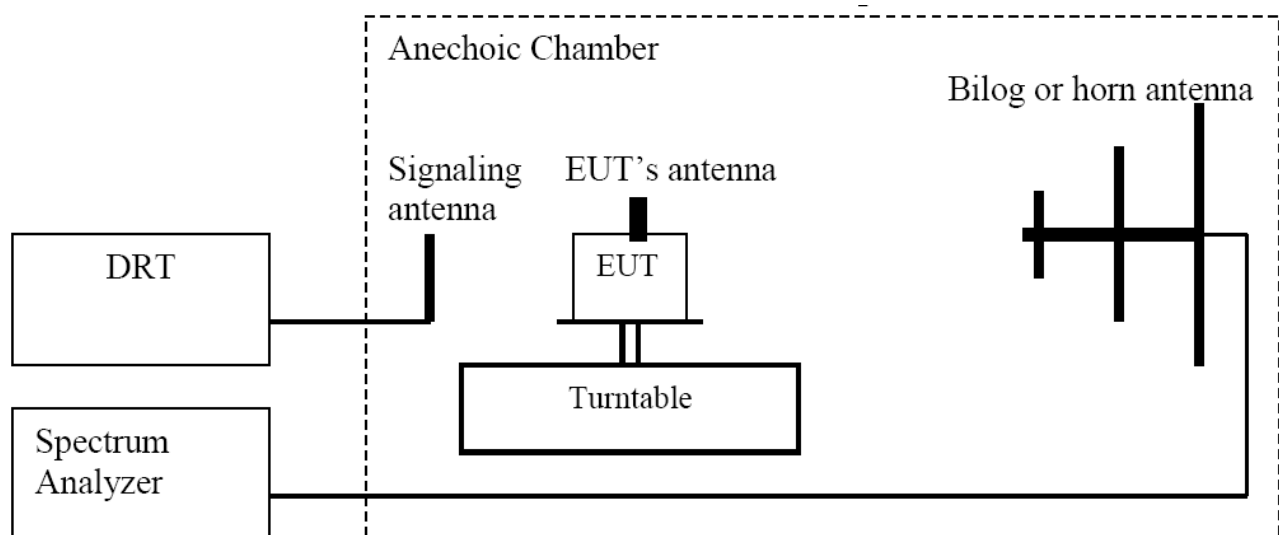 Anechoic Chamber
Bilog or horn antenna
Signaling
antenna
EUT’s antenna
DRT
EUT
Turntable
Spectrum
Analyzer